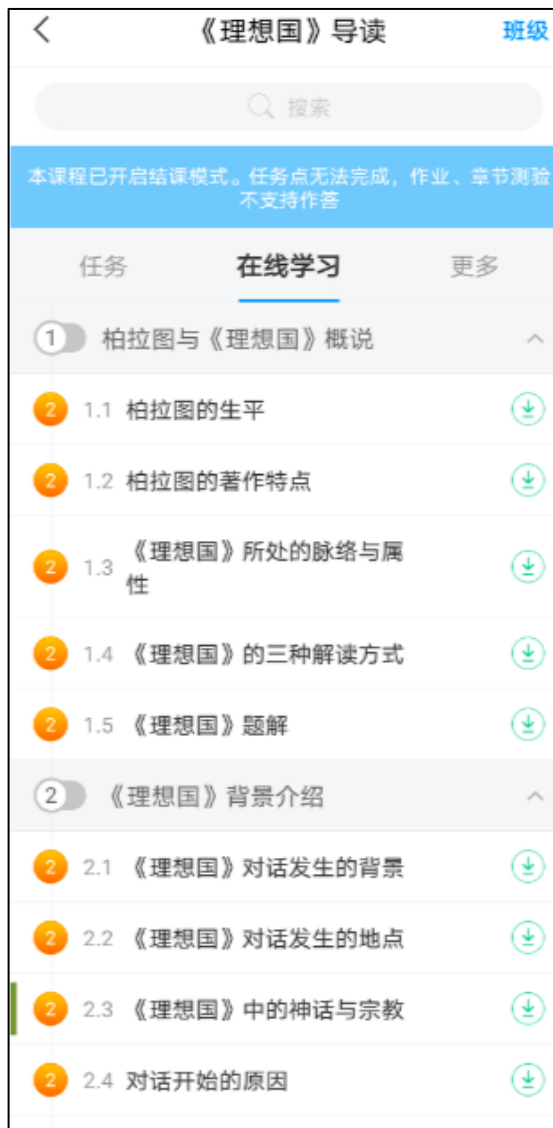 《理想国》导读 班级
搜索
本课程已开启结课模式。任务点无法完成，作业、章节测验
不支持作答
任务 在线学习 更多
1 柏拉图与《理想国》概说
2 1.1 柏拉图的生平
2 1.2 柏拉图的著作特点
2 1.3 《理想国》所处的脉络与属
性
2 1.4 《理想国》的三种解读方式
2 1.5 《理想国》题解
2 《理想国》背景介绍
2 2.1 《理想国》对话发生的背景
2 2.2 《理想国》对话发生的地点
2 2.3 《理想国》中的神话与宗教
2 2.4 对话开始的原因